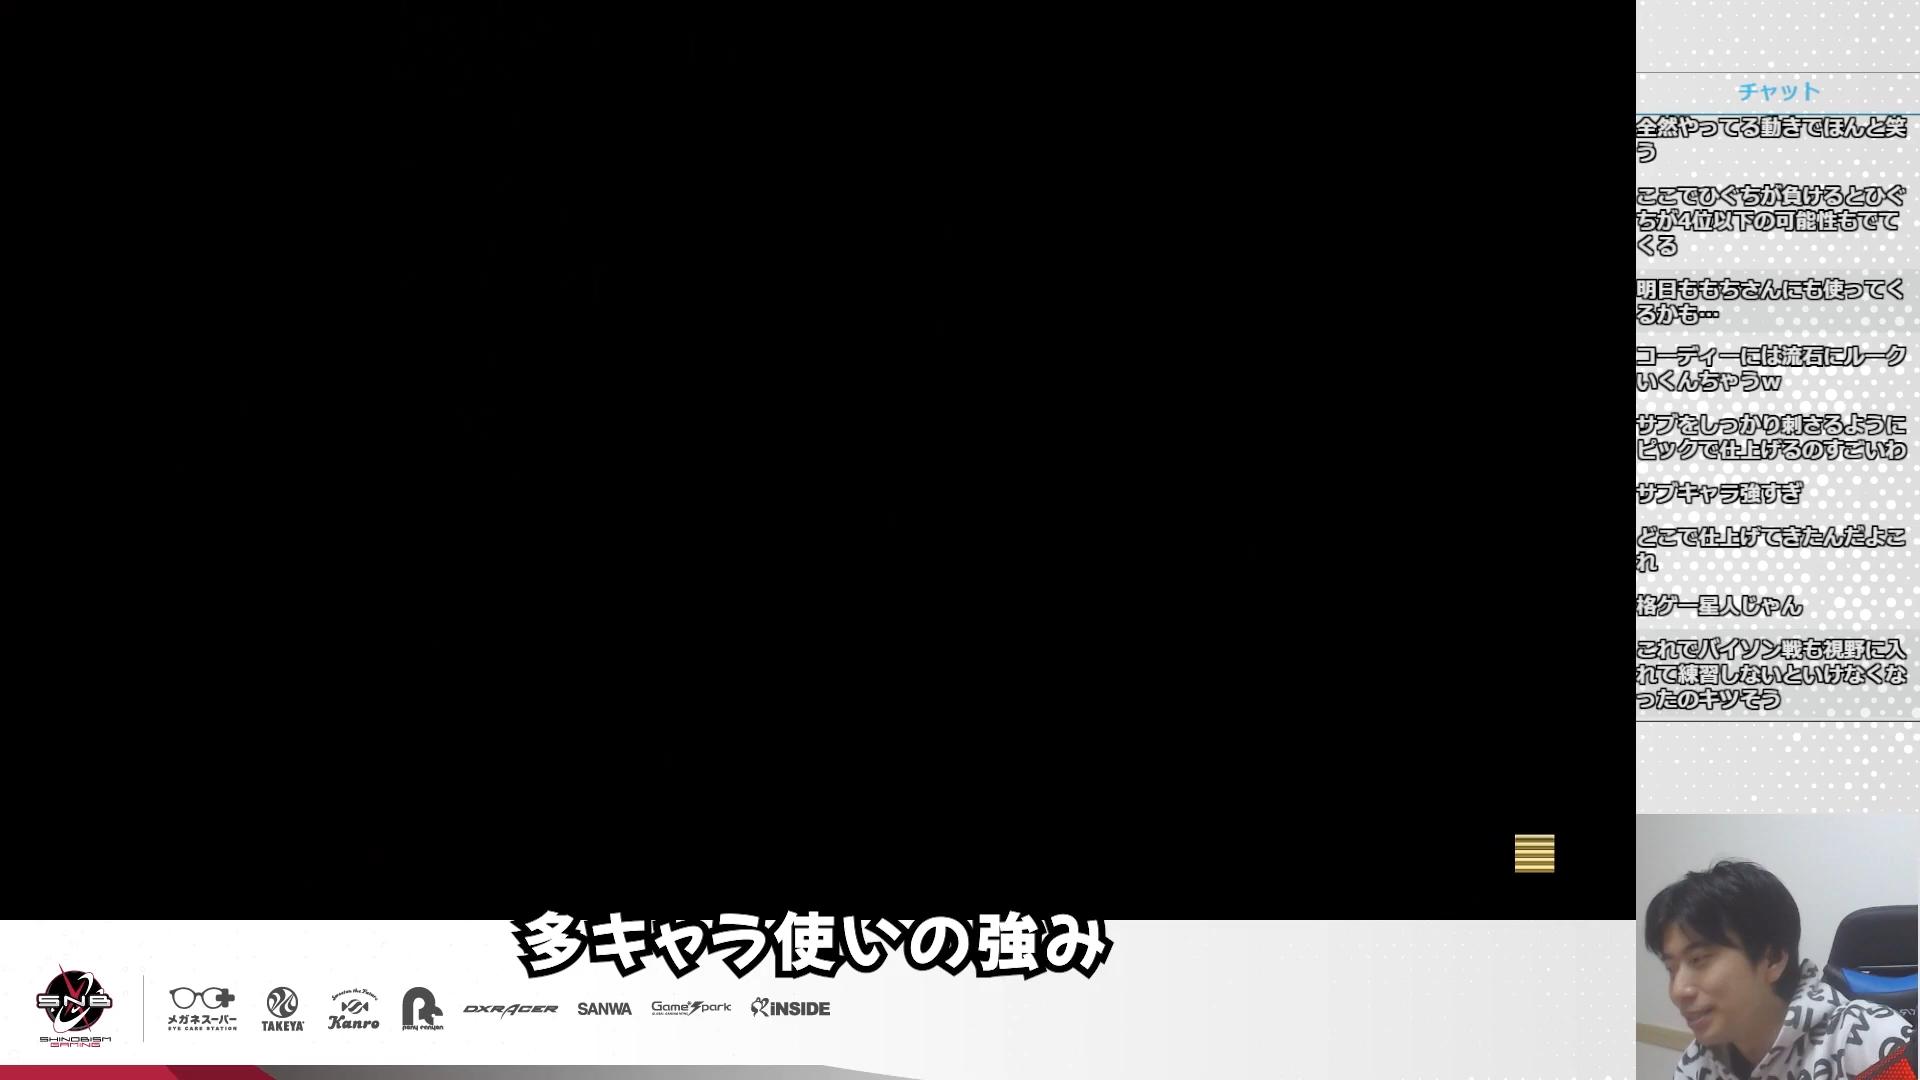 チャット
全然やってる動きでほんと笑
う
ここでひぐちが負けるとひぐ
ちが4位以下の可能性もでて
くる
明日ももちさんにも使ってく
るかも…
コーディーには流石にルーク
いくんちゃうw
サブをしっかり刺さるように
ピックで仕上げるのすごいわ
サブキャラ強すぎ
どこで仕上げてきたんだよこ
れ
格ゲー星人じゃん
これでバイソン戦も視野に入
れて練習しないといけなくな
ったのキツそう
多キャラ使いの強み
SNB
SHINOBISM
GAMING
メガネスーパー
EYE CARE STATION
TAKEYA
Sweeten the Future
Kanro
pony canyon
DXRACER
SANWA
Game*Spark
iNSIDE